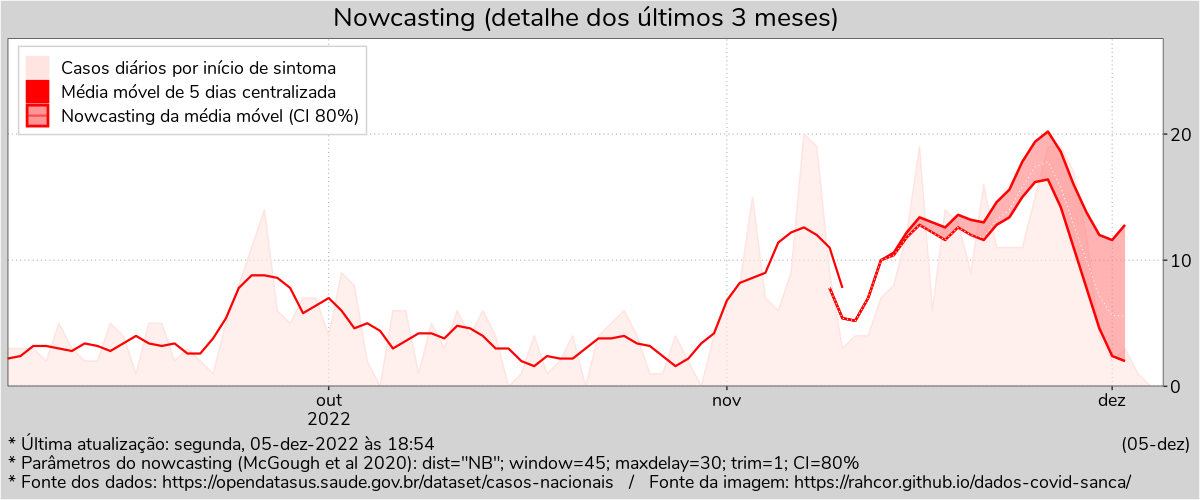 Nowcasting (detalhe dos últimos 3 meses)
Casos diários por início de sintoma
Média móvel de 5 dias centralizada
Nowcasting da média móvel (CI 80%)
20
10
0
out
2022
nov
dez
* Última atualização: segunda, 05-dez-2022 às 18:54
(05-dez)
* Parâmetros do nowcasting (McGough et al 2020): dist="NB"; window=45; maxdelay=30; trim=1; CI=80%
* Fonte dos dados: https://opendatasus.saude.gov.br/dataset/casos-nacionais / Fonte da imagem: https://rahcor.github.io/dados-covid-sanca/